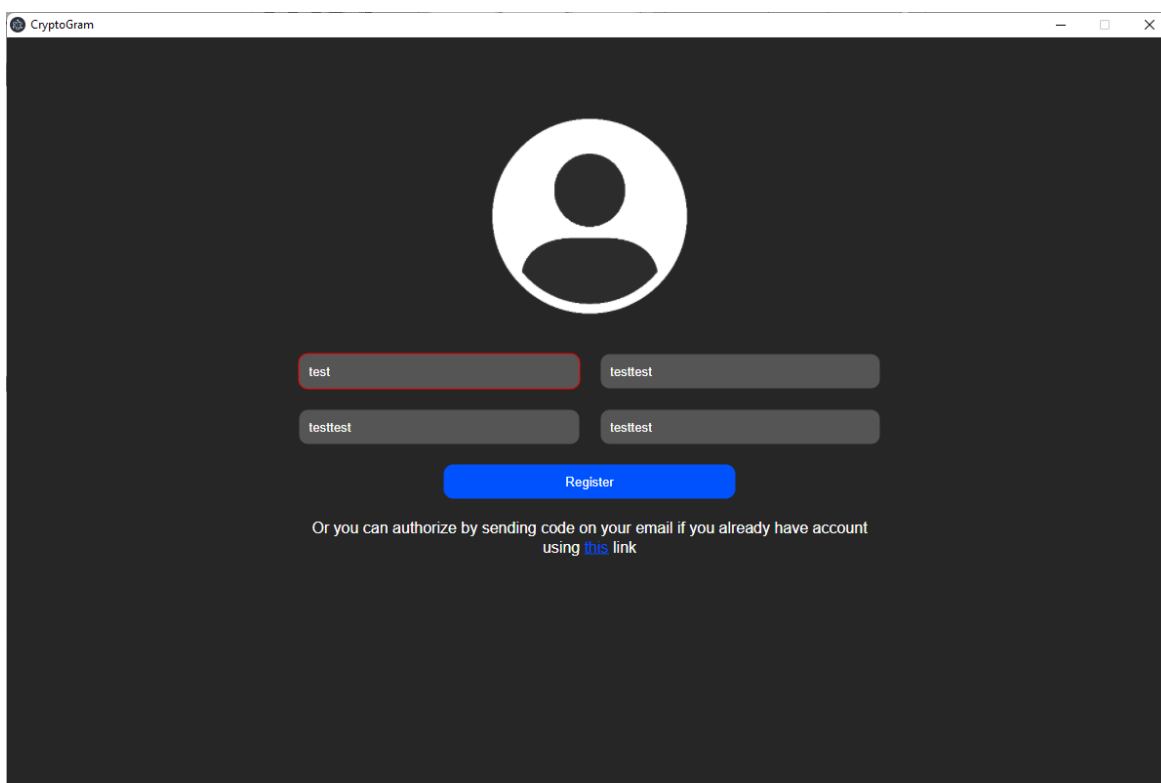 CryptoGram
test
testtest
testtest
testtest
Register
Or you can authorize by sending code on your email if you already have account
using this link